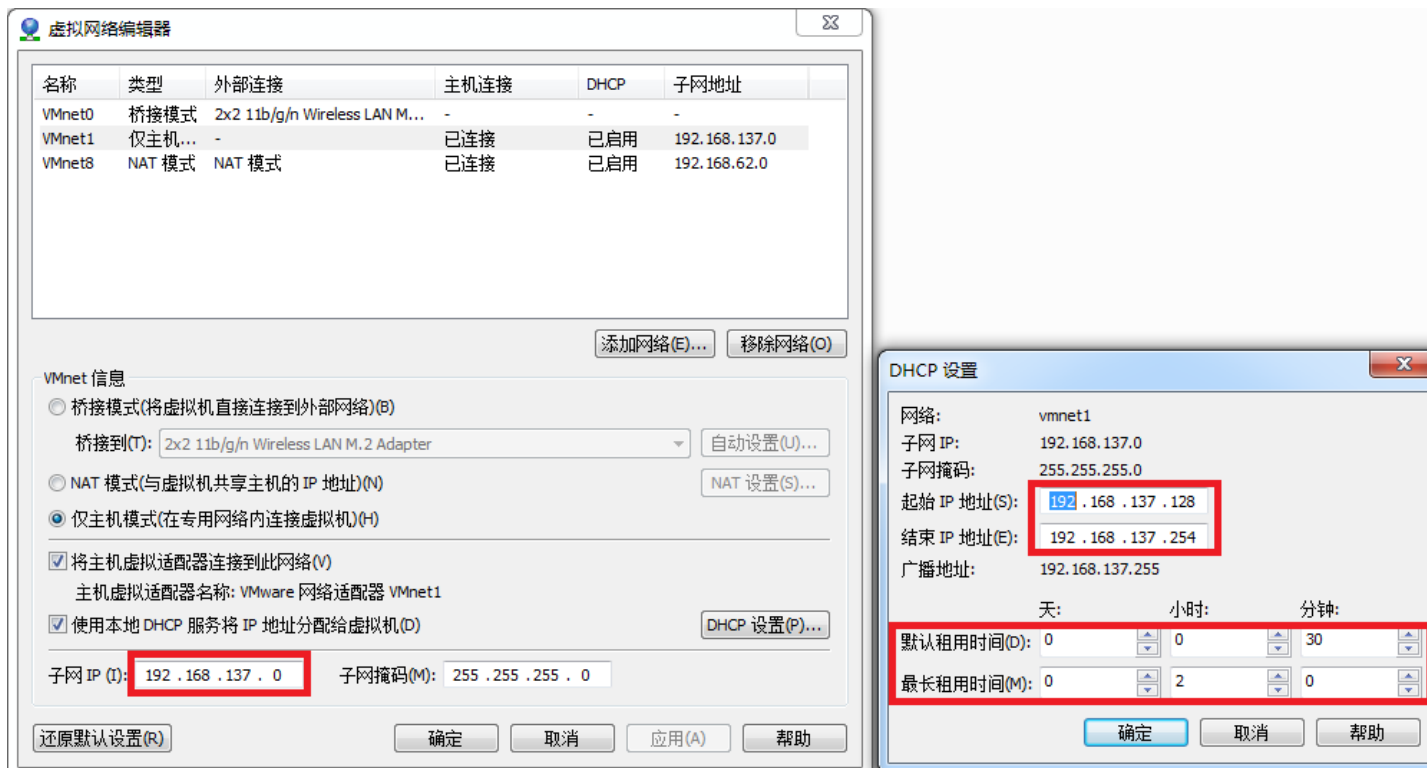 虚拟网络编辑器
名称 类型 外部连接 主机连接 DHCP 子网地址
VMnet0 桥接模式 2x2 11b/g/n Wireless LAN M... - - -
VMnet1 仅主机... - 已连接 已启用 192.168.137.0
VMnet8 NAT 模式 NAT 模式 已连接 已启用 192.168.62.0
添加网络(E)... 移除网络(O)
VMnet 信息
桥接模式(将虚拟机直接连接到外部网络)(B)
桥接到(T): 2x2 11b/g/n Wireless LAN M.2 Adapter 自动设置(U)...
NAT 模式(与虚拟机共享主机的 IP 地址)(N) NAT 设置(S)...
仅主机模式(在专用网络内连接虚拟机)(H)
将主机虚拟适配器连接到此网络(V)
主机虚拟适配器名称: VMware 网络适配器 VMnet1
使用本地 DHCP 服务将 IP 地址分配给虚拟机(D) DHCP 设置(P)...
子网 IP (I): 192 .168 .137 . 0 子网掩码(M): 255 .255 .255 . 0
还原默认设置(R) 确定 取消 应用(A) 帮助
DHCP 设置
网络: vmnet1
子网 IP: 192.168.137.0
子网掩码: 255.255.255.0
起始 IP 地址(S): 192 . 168 . 137 . 128
结束 IP 地址(E): 192 . 168 . 137 . 254
广播地址: 192.168.137.255
天: 小时: 分钟:
默认租用时间(D): 0 0 30
最长租用时间(M): 0 2 0
确定 取消 帮助